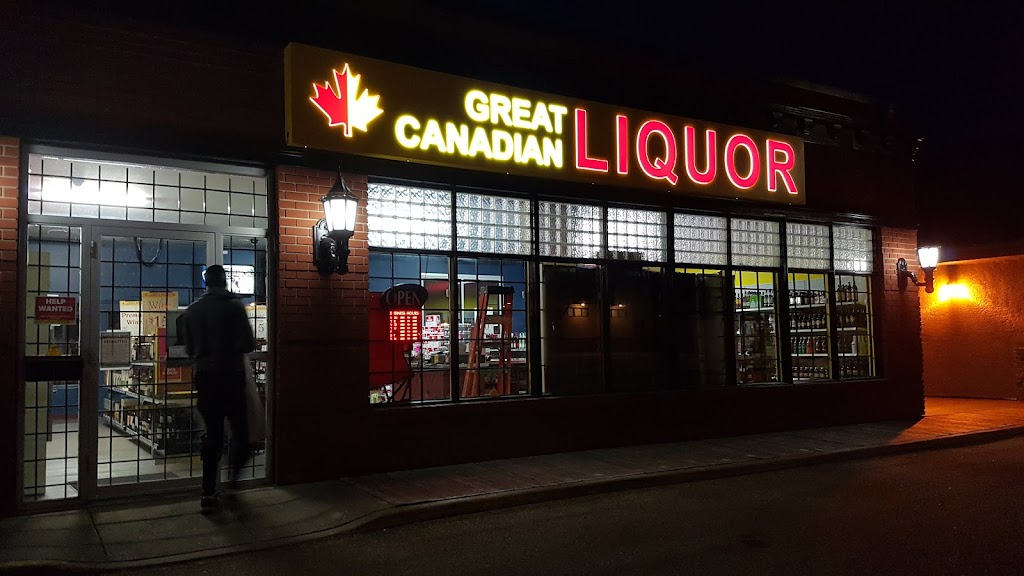 GREAT
CANADIAN
LIQUOR
HELP
WANTED
OPEN